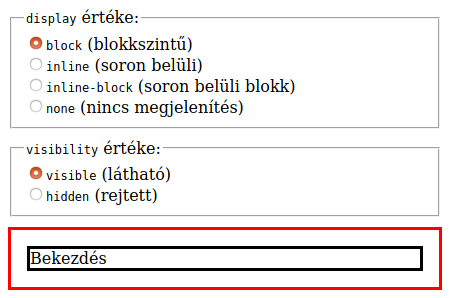 display értéke:
block (blokkszintű)
inline (soron belüli)
inline-block (soron belüli blokk)
none (nincs megjelenítés)
visibility értéke:
visible (látható)
hidden (rejtett)
Bekezdés